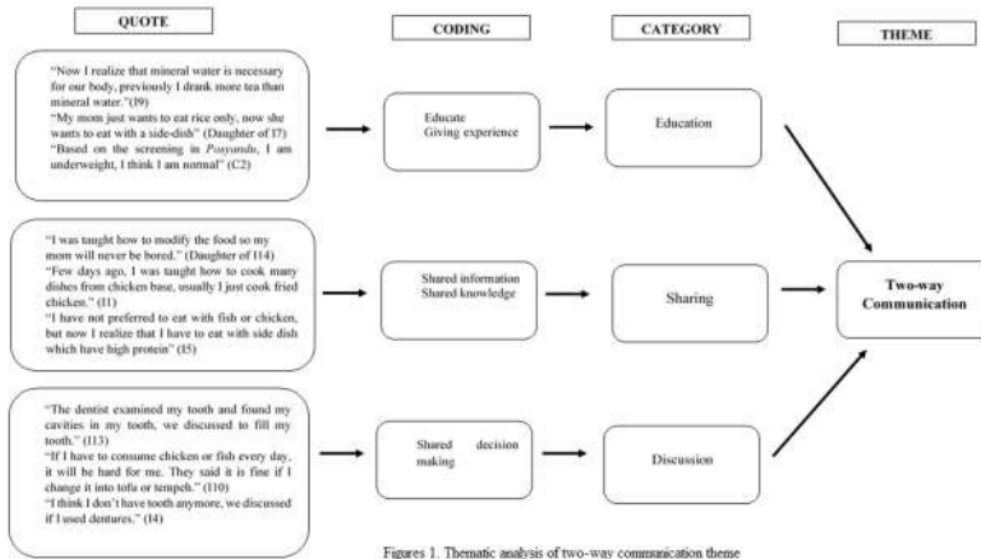 QUOTE
CODING
CATEGORY
THEME
“Now I realize that mineral water is necessary
for our body, previously I drank more tea than
mineral water.”(I9)
“My mom just wants to eat rice only, now she
wants to eat with a side-dish” (Daughter of I7)
“Based on the screening in Posyandu, I am
underweight, I think I am normal” (C2)
Educate
Giving experience
Education
“I was taught how to modify the food so my
mom will never be bored.” (Daughter of I14)
“Few days ago, I was taught how to cook many
dishes from chicken base, usually I just cook fried
chicken.” (I1)
“I have not preferred to eat with fish or chicken,
but now I realize that I have to eat with side dish
which have high protein” (I5)
Shared information
Shared knowledge
Sharing
Two-way
Communication
“The dentist examined my tooth and found my
cavities in my tooth, we discussed to fill my
tooth.” (I13)
“If I have to consume chicken or fish every day,
it will be hard for me. They said it is fine if I
change it into tofu or tempeh.” (I10)
“I think I don’t have tooth anymore, we discussed
if I used dentures.” (I4)
Shared decision
making
Discussion
Figures 1. Thematic analysis of two-way communication theme